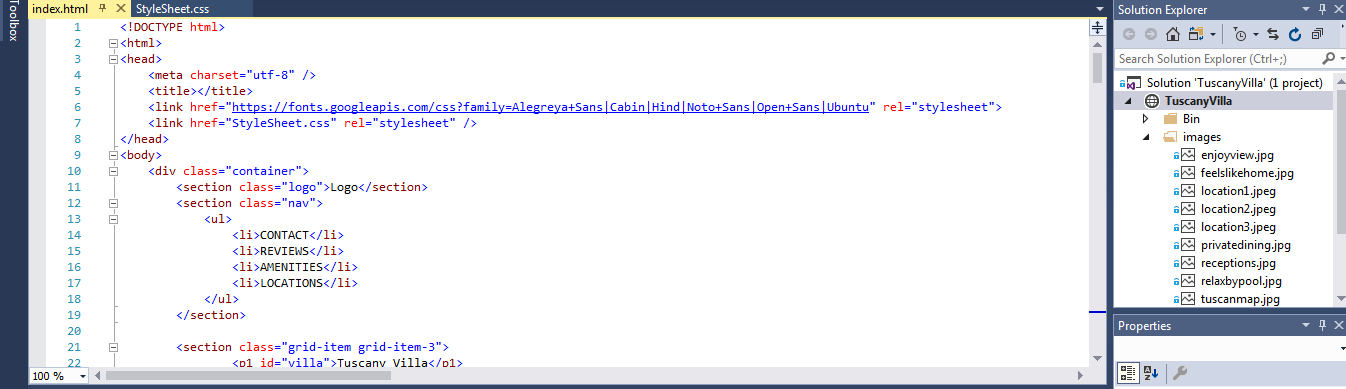 Toolbox
index.html
StyleSheet.css
1 <!DOCTYPE html>
2 <html>
3 <head>
4 <meta charset="utf-8" />
5 <title></title>
6 <link href="https://fonts.googleapis.com/css?family=Alegreya+Sans|Cabin|Hind|Noto+Sans|Open+Sans|Ubuntu" rel="stylesheet">
7 <link href="StyleSheet.css" rel="stylesheet" />
8 </head>
9 <body>
10 <div class="container">
11 <section class="logo">Logo</section>
12 <section class="nav">
13 <ul>
14 <li>CONTACT</li>
15 <li>REVIEWS</li>
16 <li>AMENITIES</li>
17 <li>LOCATIONS</li>
18 </ul>
19 </section>
20
21 <section class="grid-item grid-item-3">
22 <p1 id="villa">Tuscany Villa</p1>
100 %
Solution Explorer
Search Solution Explorer (Ctrl+;)
Solution 'TuscanyVilla' (1 project)
TuscanyVilla
Bin
images
enjoyview.jpg
feelslikehome.jpg
location1.jpeg
location2.jpeg
location3.jpeg
privatedining.jpg
receptions.jpg
relaxbypool.jpg
tuscanmap.jpg
Properties